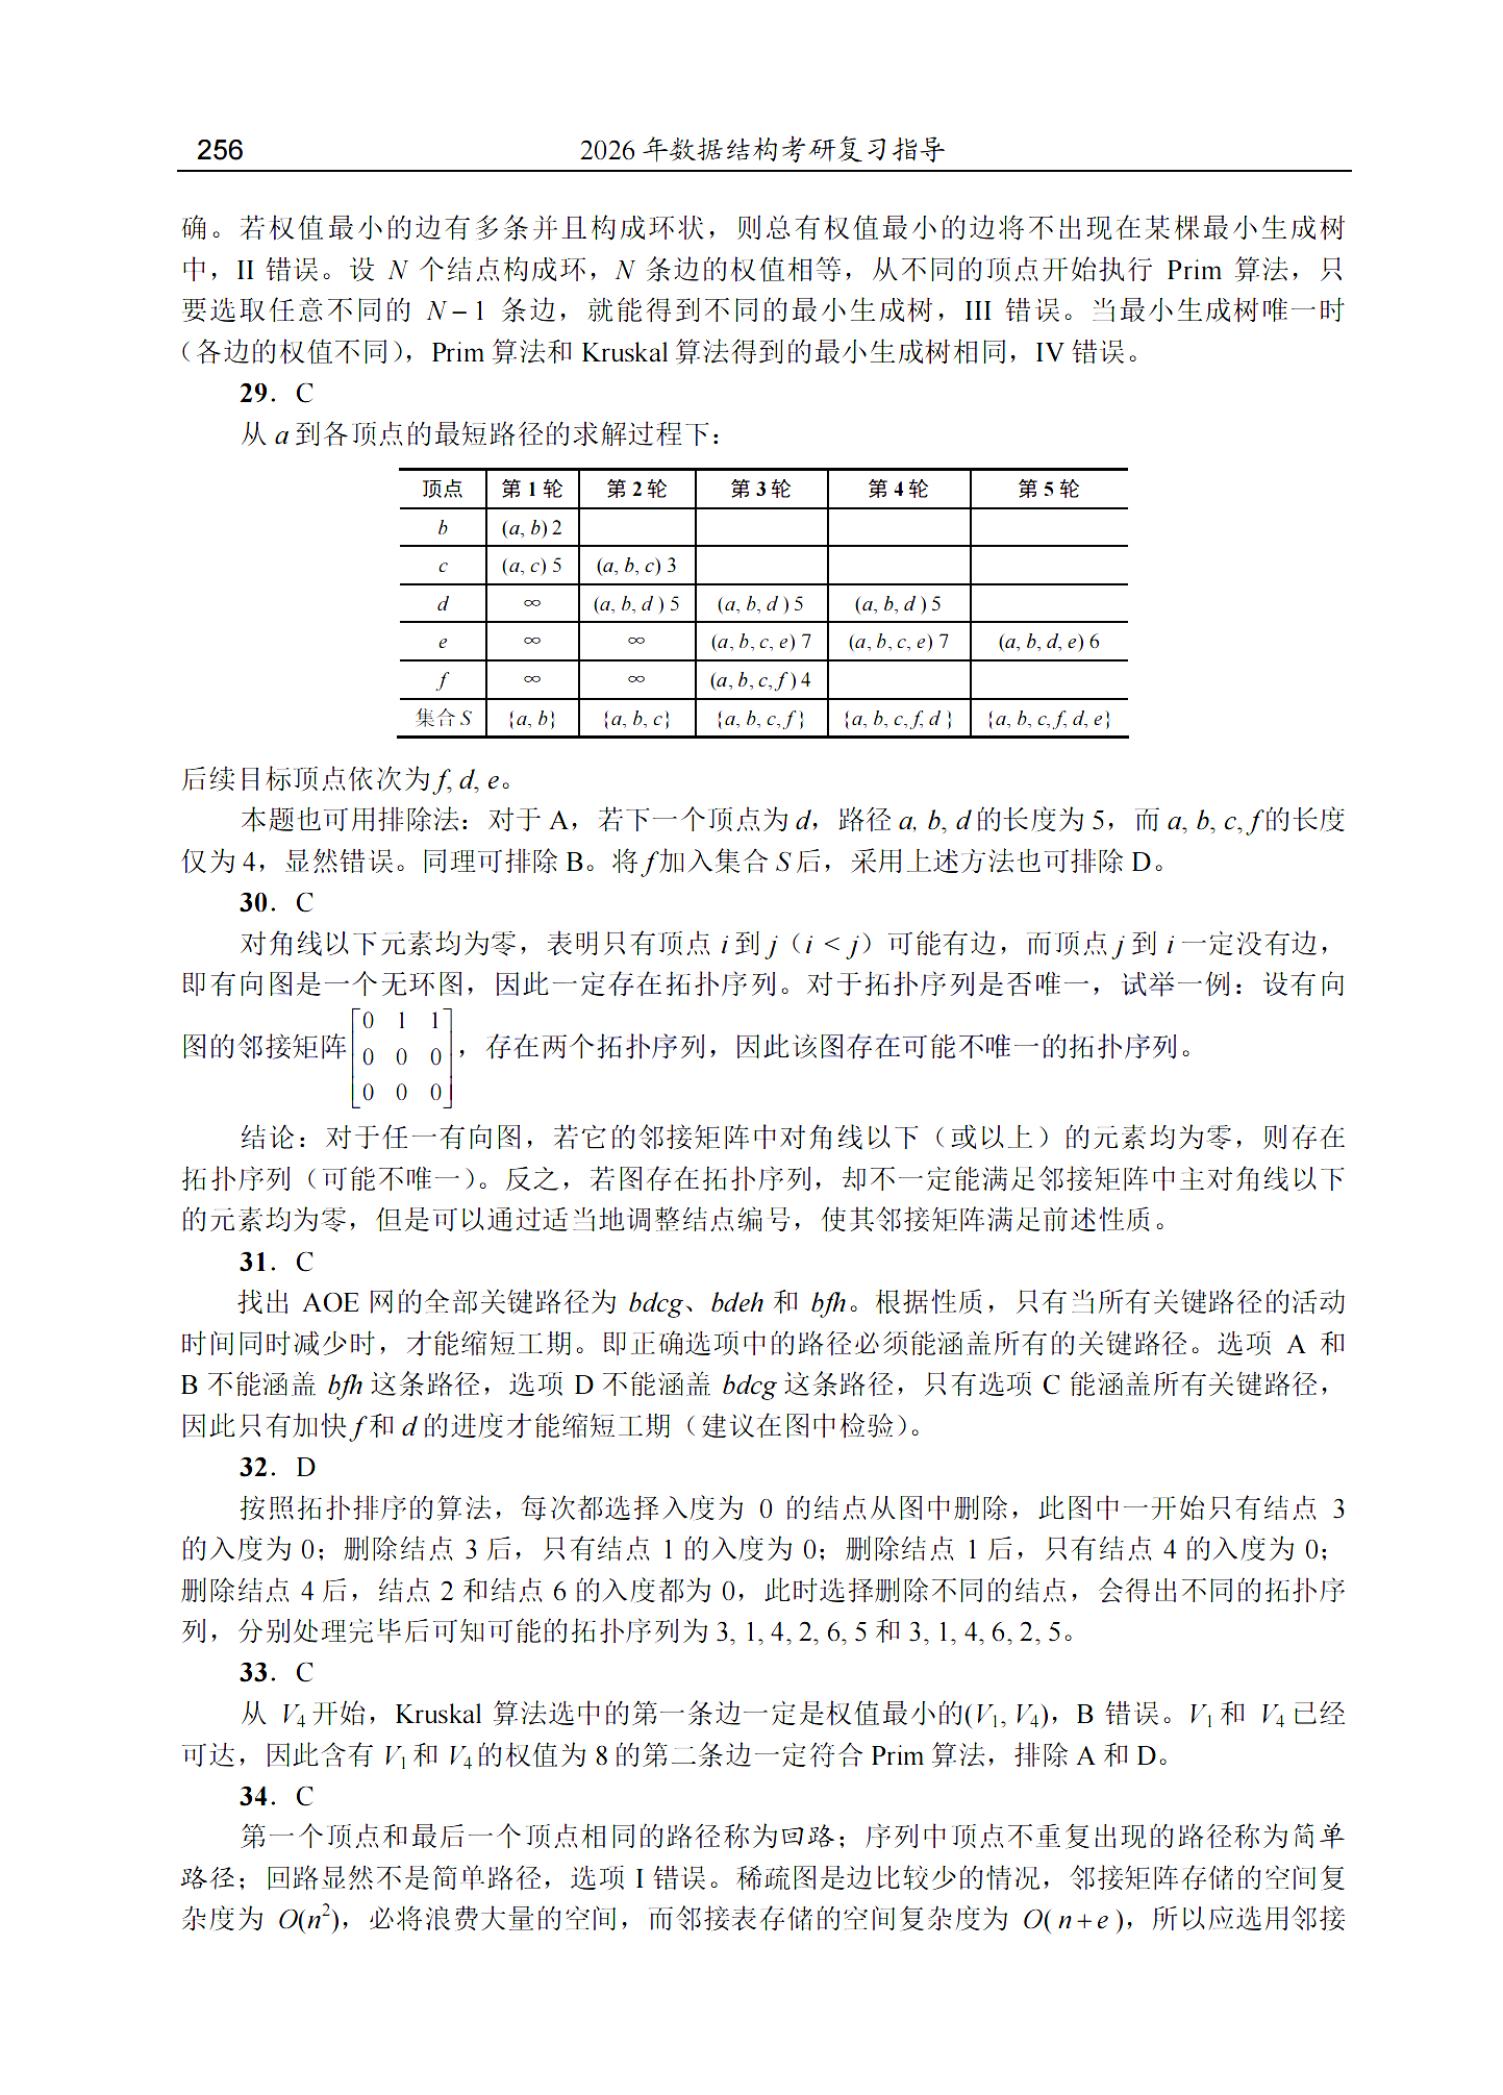 256 2026 年数据结构考研复习指导
确。若权值最小的边有多条并且构成环状，则总有权值最小的边将不出现在某棵最小生成树
中，II 错误。设 N 个结点构成环，N 条边的权值相等，从不同的顶点开始执行 Prim 算法，只
要选取任意不同的 N – 1 条边，就能得到不同的最小生成树，III 错误。当最小生成树唯一时
（各边的权值不同），Prim 算法和 Kruskal 算法得到的最小生成树相同，IV 错误。
29．C
从 a 到各顶点的最短路径的求解过程下：
顶点 第 1 轮 第 2 轮 第 3 轮 第 4 轮 第 5 轮
b (a, b) 2
c (a, c) 5 (a, b, c) 3
d ∞ (a, b, d ) 5 (a, b, d ) 5 (a, b, d ) 5
e ∞ ∞ (a, b, c, e) 7 (a, b, c, e) 7 (a, b, d, e) 6
f ∞ ∞ (a, b, c, f ) 4
集合 S {a, b} {a, b, c} {a, b, c, f } {a, b, c, f, d } {a, b, c, f, d, e}
后续目标顶点依次为 f, d, e。
本题也可用排除法：对于 A，若下一个顶点为 d，路径 a, b, d 的长度为 5，而 a, b, c, f 的长度
仅为 4，显然错误。同理可排除 B。将 f 加入集合 S 后，采用上述方法也可排除 D。
30．C
对角线以下元素均为零，表明只有顶点 i 到 j（i < j）可能有边，而顶点 j 到 i 一定没有边，
即有向图是一个无环图，因此一定存在拓扑序列。对于拓扑序列是否唯一，试举一例：设有向
图的邻接矩阵
0 1 1
0 0 0
0 0 0
，存在两个拓扑序列，因此该图存在可能不唯一的拓扑序列。
结论：对于任一有向图，若它的邻接矩阵中对角线以下（或以上）的元素均为零，则存在
拓扑序列（可能不唯一）。反之，若图存在拓扑序列，却不一定能满足邻接矩阵中主对角线以下
的元素均为零，但是可以通过适当地调整结点编号，使其邻接矩阵满足前述性质。
31．C
找出 AOE 网的全部关键路径为 bdcg、bdeh 和 bfh。根据性质，只有当所有关键路径的活动
时间同时减少时，才能缩短工期。即正确选项中的路径必须能涵盖所有的关键路径。选项 A 和
B 不能涵盖 bfh 这条路径，选项 D 不能涵盖 bdcg 这条路径，只有选项 C 能涵盖所有关键路径，
因此只有加快 f 和 d 的进度才能缩短工期（建议在图中检验）。
32．D
按照拓扑排序的算法，每次都选择入度为 0 的结点从图中删除，此图中一开始只有结点 3
的入度为 0；删除结点 3 后，只有结点 1 的入度为 0；删除结点 1 后，只有结点 4 的入度为 0；
删除结点 4 后，结点 2 和结点 6 的入度都为 0，此时选择删除不同的结点，会得出不同的拓扑序
列，分别处理完毕后可知可能的拓扑序列为 3, 1, 4, 2, 6, 5 和 3, 1, 4, 6, 2, 5。
33．C
从 V4 开始，Kruskal 算法选中的第一条边一定是权值最小的(V1, V4)，B 错误。V1 和 V4 已经
可达，因此含有 V1 和 V4 的权值为 8 的第二条边一定符合 Prim 算法，排除 A 和 D。
34．C
第一个顶点和最后一个顶点相同的路径称为回路；序列中顶点不重复出现的路径称为简单
路径；回路显然不是简单路径，选项 I 错误。稀疏图是边比较少的情况，邻接矩阵存储的空间复
杂度为 O(n²)，必将浪费大量的空间，而邻接表存储的空间复杂度为 O( n + e )，所以应选用邻接